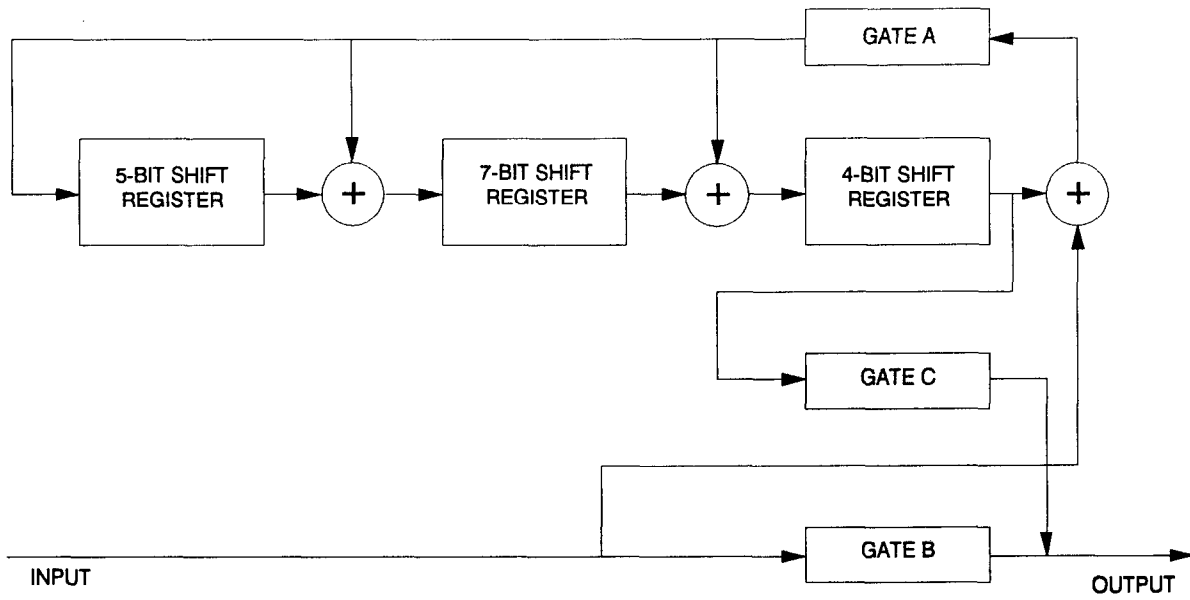 GATE A
5-BIT SHIFT
REGISTER
+
7-BIT SHIFT
REGISTER
+
4-BIT SHIFT
REGISTER
+
GATE C
GATE B
INPUT
OUTPUT